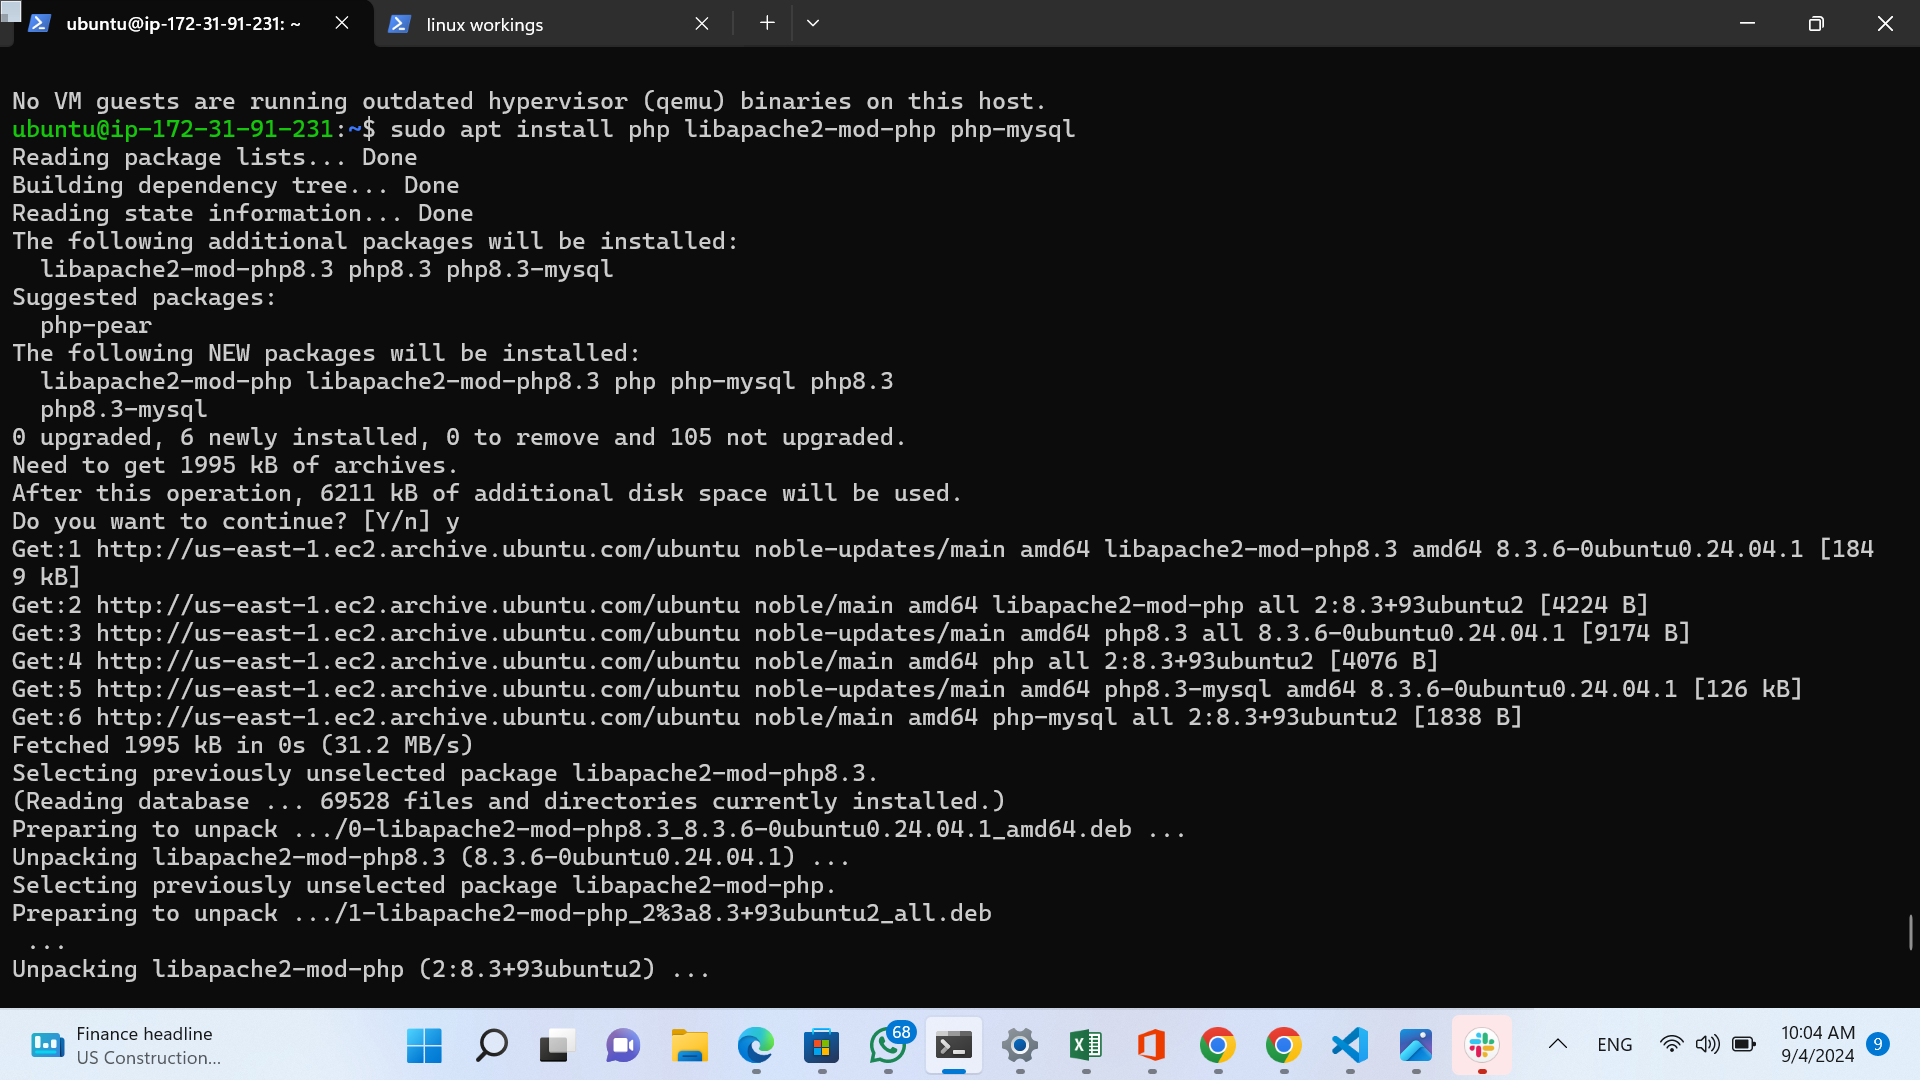 ubuntu@ip-172-31-91-231: ~
linux workings
No VM guests are running outdated hypervisor (qemu) binaries on this host.
ubuntu@ip-172-31-91-231:~$ sudo apt install php libapache2-mod-php php-mysql
Reading package lists... Done
Building dependency tree... Done
Reading state information... Done
The following additional packages will be installed:
  libapache2-mod-php8.3 php8.3 php8.3-mysql
Suggested packages:
  php-pear
The following NEW packages will be installed:
  libapache2-mod-php libapache2-mod-php8.3 php php-mysql php8.3
  php8.3-mysql
0 upgraded, 6 newly installed, 0 to remove and 105 not upgraded.
Need to get 1995 kB of archives.
After this operation, 6211 kB of additional disk space will be used.
Do you want to continue? [Y/n] y
Get:1 http://us-east-1.ec2.archive.ubuntu.com/ubuntu noble-updates/main amd64 libapache2-mod-php8.3 amd64 8.3.6-0ubuntu0.24.04.1 [184
9 kB]
Get:2 http://us-east-1.ec2.archive.ubuntu.com/ubuntu noble/main amd64 libapache2-mod-php all 2:8.3+93ubuntu2 [4224 B]
Get:3 http://us-east-1.ec2.archive.ubuntu.com/ubuntu noble-updates/main amd64 php8.3 all 8.3.6-0ubuntu0.24.04.1 [9174 B]
Get:4 http://us-east-1.ec2.archive.ubuntu.com/ubuntu noble/main amd64 php all 2:8.3+93ubuntu2 [4076 B]
Get:5 http://us-east-1.ec2.archive.ubuntu.com/ubuntu noble-updates/main amd64 php8.3-mysql amd64 8.3.6-0ubuntu0.24.04.1 [126 kB]
Get:6 http://us-east-1.ec2.archive.ubuntu.com/ubuntu noble/main amd64 php-mysql all 2:8.3+93ubuntu2 [1838 B]
Fetched 1995 kB in 0s (31.2 MB/s)
Selecting previously unselected package libapache2-mod-php8.3.
(Reading database ... 69528 files and directories currently installed.)
Preparing to unpack .../0-libapache2-mod-php8.3_8.3.6-0ubuntu0.24.04.1_amd64.deb ...
Unpacking libapache2-mod-php8.3 (8.3.6-0ubuntu0.24.04.1) ...
Selecting previously unselected package libapache2-mod-php.
Preparing to unpack .../1-libapache2-mod-php_2%3a8.3+93ubuntu2_all.deb
 ...
Unpacking libapache2-mod-php (2:8.3+93ubuntu2) ...
Finance headline
US Construction...
68
ENG
10:04 AM
9/4/2024
9